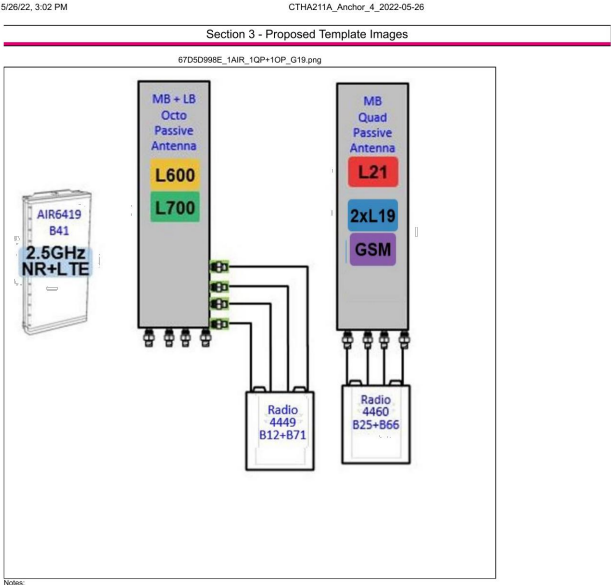 5/26/22, 3:02 PM CTHA211A_Anchor_4_2022-05-26
Section 3 - Proposed Template Images
67D5D998E_1AIR_1QP+1OP_G19.png
MB + LB
Octo
Passive
Antenna
L600
L700
MB
Quad
Passive
Antenna
L21
2xL19
GSM
AIR6419
B41
2.5GHz
NR+LTE
Radio
4449
B12+B71
Radio
4460
B25+B66
Notes: